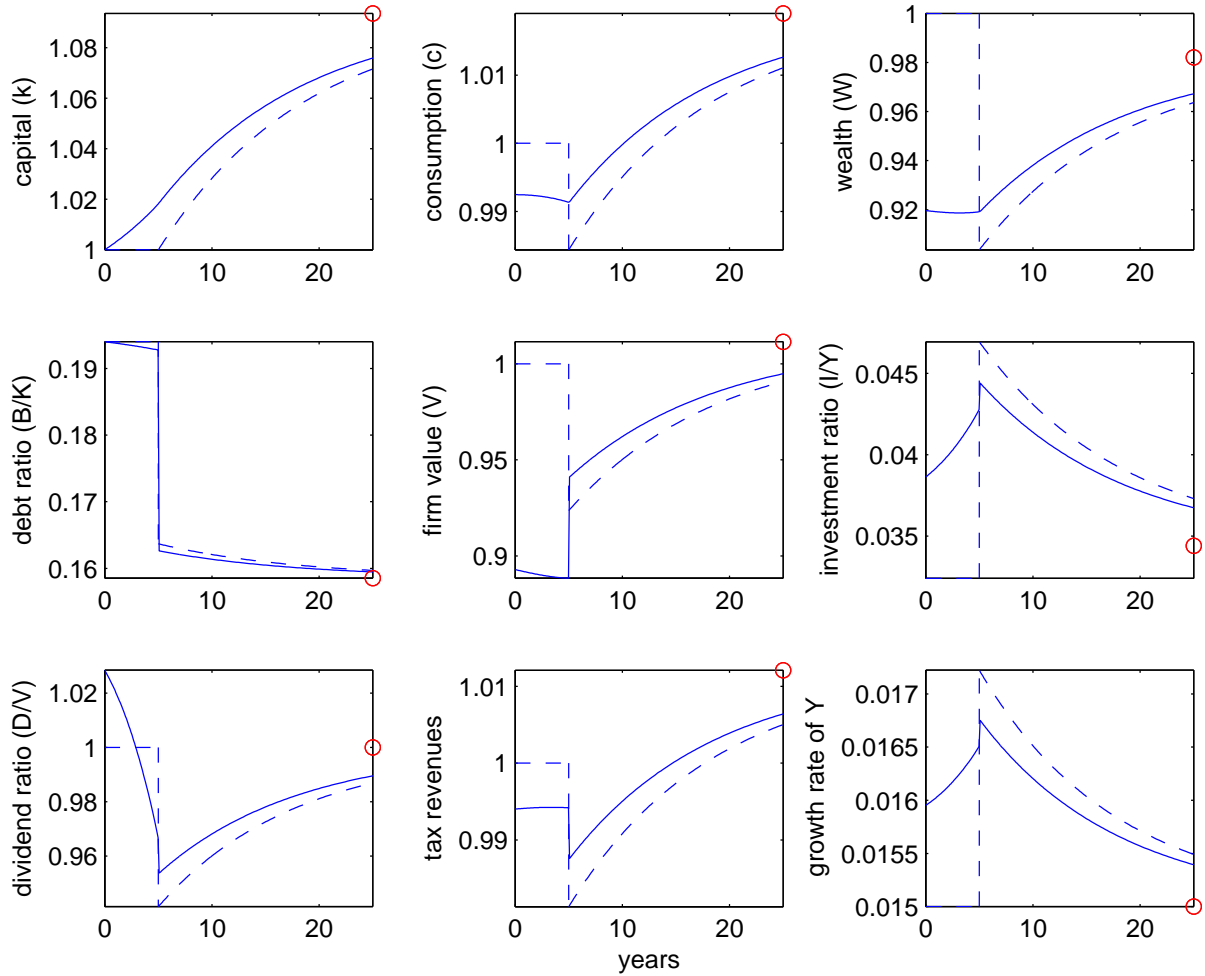 capital (k)
1.08
1.06
1.04
1.02
1
0 10 20
consumption (c)
1.01
1
0.99
0 10 20
wealth (W)
1
0.98
0.96
0.94
0.92
0 10 20
debt ratio (B/K)
0.19
0.18
0.17
0.16
0 10 20
firm value (V)
1
0.95
0.9
0 10 20
investment ratio (I/Y)
0.045
0.04
0.035
0 10 20
dividend ratio (D/V)
1.02
1
0.98
0.96
0 10 20
tax revenues
1.01
1
0.99
0 10 20
years
growth rate of Y
0.017
0.0165
0.016
0.0155
0.015
0 10 20